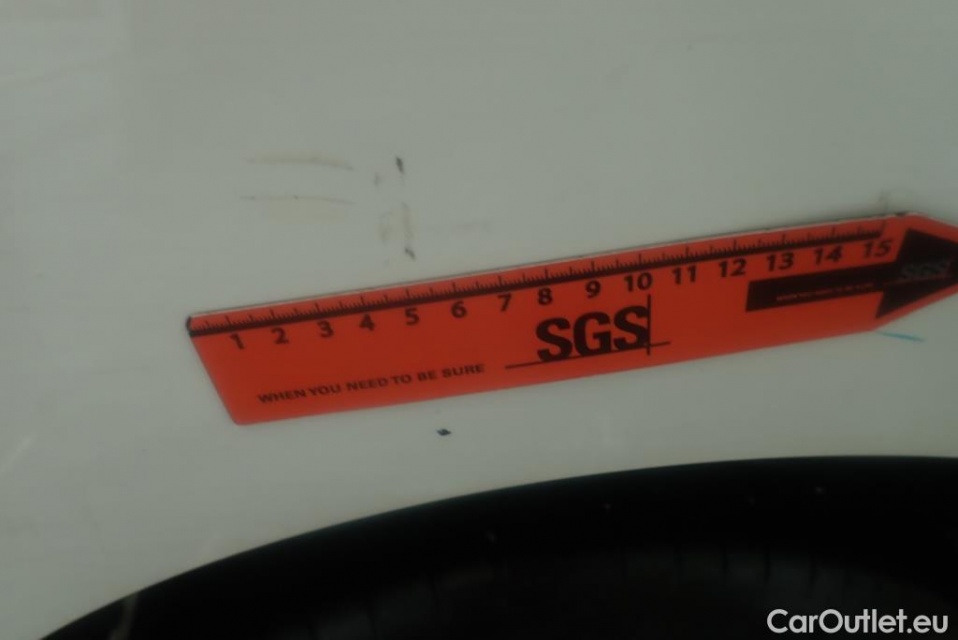 1 2 3 4 5 6 7 8 9 10 11 12 13 14 15
SGS
SGS
WHEN YOU NEED TO BE SURE
CarOutlet.eu